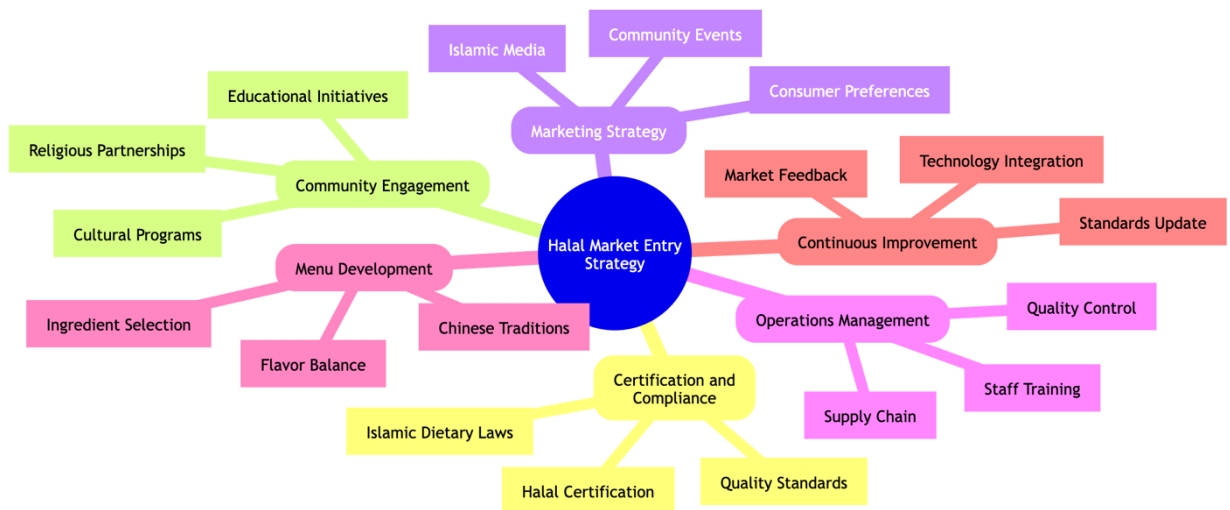 Halal Market Entry
Strategy
Marketing Strategy
Islamic Media
Community Events
Consumer Preferences
Community Engagement
Educational Initiatives
Religious Partnerships
Cultural Programs
Continuous Improvement
Market Feedback
Technology Integration
Standards Update
Menu Development
Ingredient Selection
Flavor Balance
Chinese Traditions
Operations Management
Quality Control
Staff Training
Supply Chain
Certification and
Compliance
Islamic Dietary Laws
Halal Certification
Quality Standards